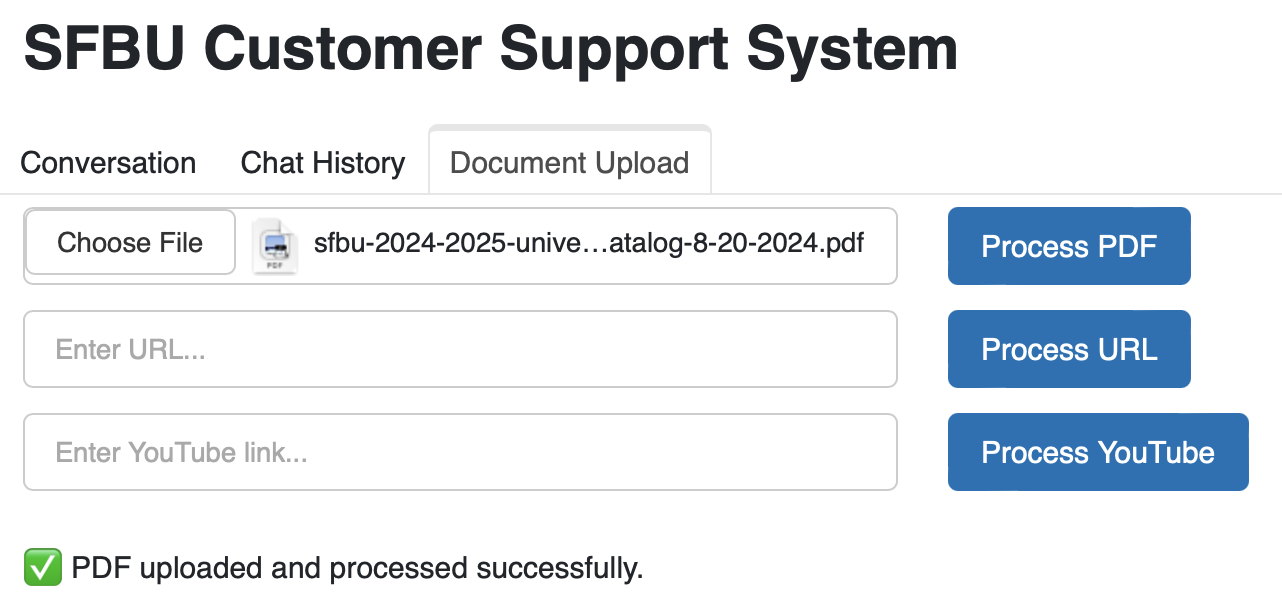 SFBU Customer Support System
Conversation Chat History Document Upload
Choose File sfbu-2024-2025-unive...atalog-8-20-2024.pdf Process PDF
Enter URL... Process URL
Enter YouTube link... Process YouTube
✅ PDF uploaded and processed successfully.